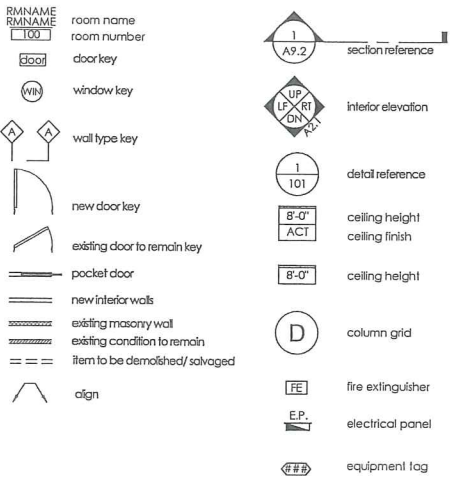 RMNAME
RMNAME room name
100 room number
door door key
WIN window key
A A wall type key
new door key
existing door to remain key
pocket door
new interior walls
existing masonry wall
existing condition to remain
item to be demolished/ salvaged
align
1
A9.2 section reference
UP
LF RT
DN
A2.1
interior elevation
1
101
detail reference
8'-0" ceiling height
ACT ceiling finish
8'-0" ceiling height
D column grid
FE fire extinguisher
E.P. electrical panel
### equipment tag